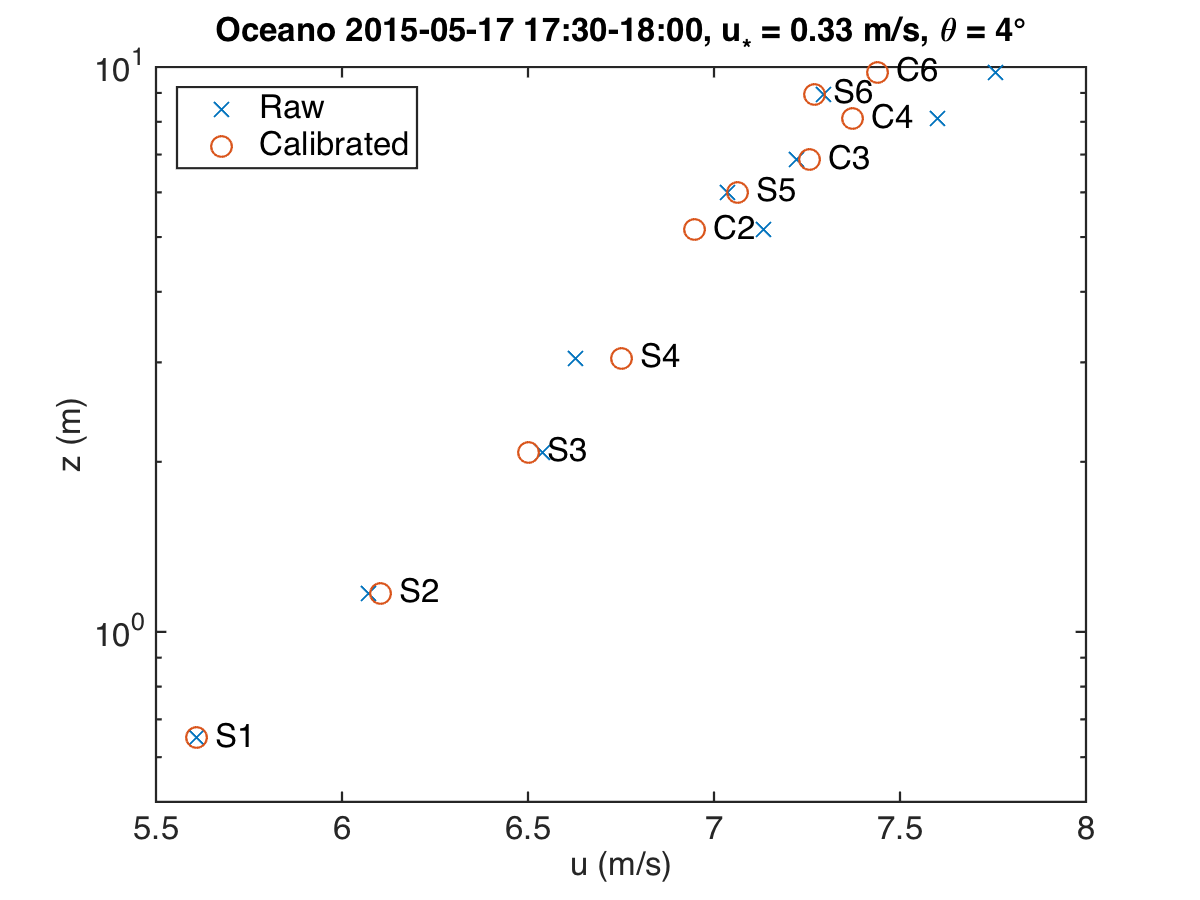 Oceano 2015-05-17 17:30-18:00, u* = 0.33 m/s, θ = 4°
10¹
Raw
Calibrated
C6
S6
C4
C3
S5
C2
S4
z (m)
S3
S2
10⁰
S1
5.5 6 6.5 7 7.5 8
u (m/s)